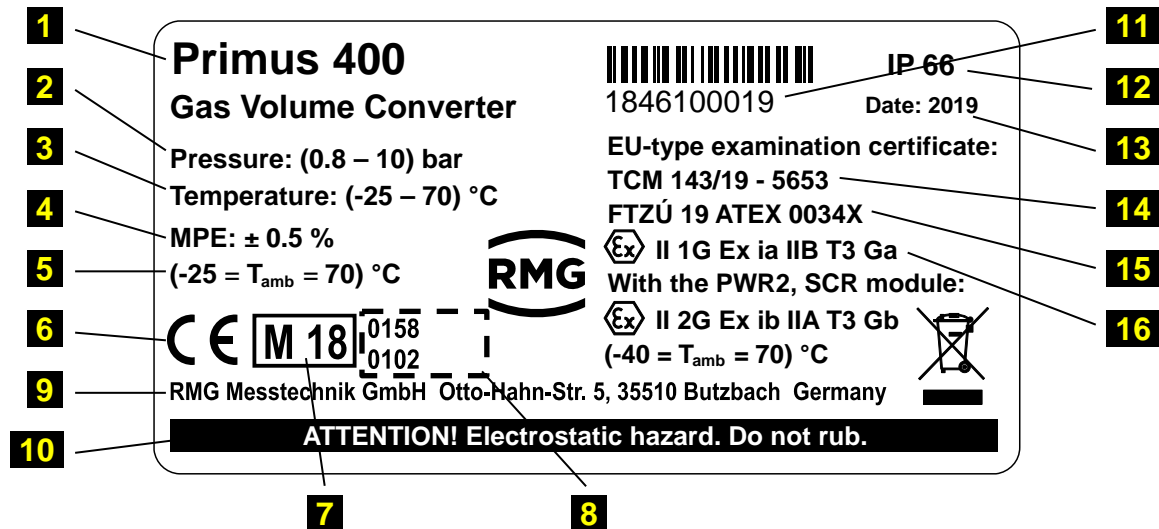 1
2
3
4
5
6
9
10
Primus 400
Gas Volume Converter
Pressure: (0.8 – 10) bar
Temperature: (-25 – 70) °C
MPE: ± 0.5 %
(-25 = Tamb = 70) °C
CE M 18 0158
0102
RMG
1846100019
IP 66
Date: 2019
EU-type examination certificate:
TCM 143/19 - 5653
FTZÚ 19 ATEX 0034X
Ex II 1G Ex ia IIB T3 Ga
With the PWR2, SCR module:
Ex II 2G Ex ib IIA T3 Gb
(-40 = Tamb = 70) °C
RMG Messtechnik GmbH Otto-Hahn-Str. 5, 35510 Butzbach Germany
ATTENTION! Electrostatic hazard. Do not rub.
11
12
13
14
15
16
7
8